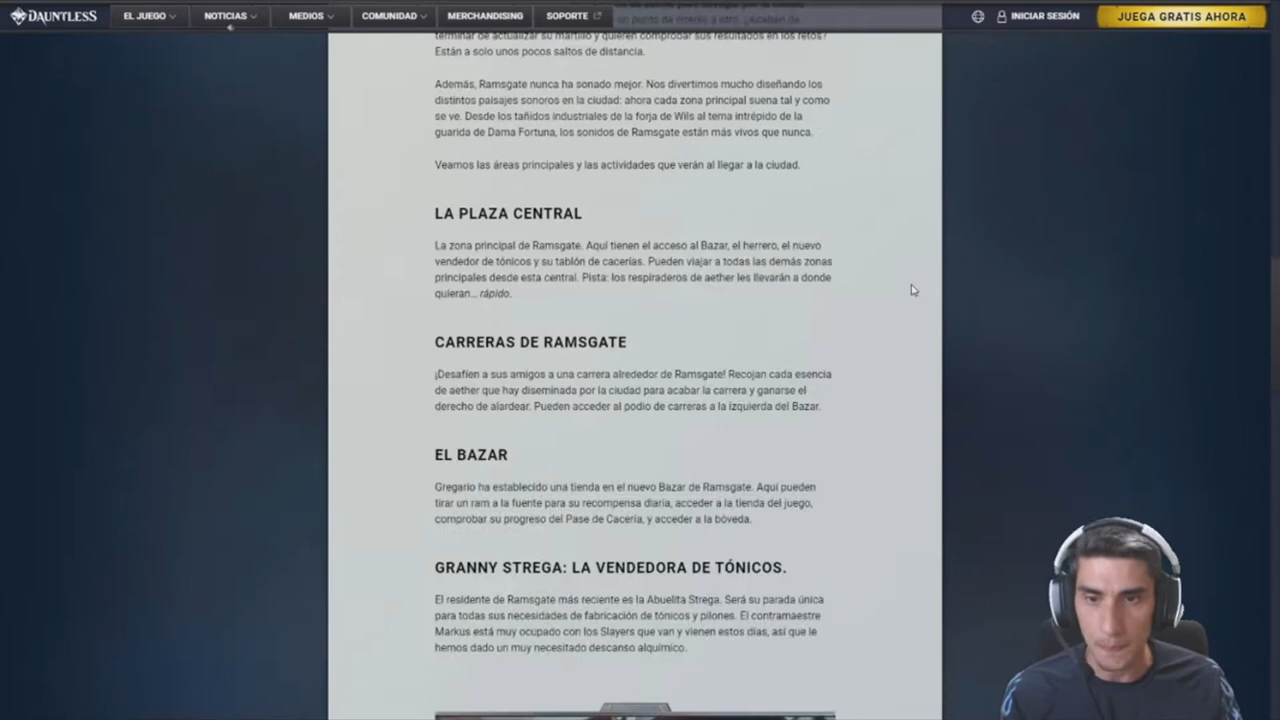 DAUNTLESS EL JUEGO NOTICIAS MEDIOS COMUNIDAD MERCHANDISING SOPORTE INICIAR SESIÓN JUEGA GRATIS AHORA
un punto de interés a otro. ¿Acaban de
terminar de actualizar su martillo y quieren comprobar sus resultados en los retos?
Están a solo unos pocos saltos de distancia.
Además, Ramsgate nunca ha sonado mejor. Nos divertimos mucho diseñando los
distintos paisajes sonoros en la ciudad: ahora cada zona principal suena tal y como
se ve. Desde los tañidos industriales de la forja de Wils al tema intrépido de la
guarida de Dama Fortuna, los sonidos de Ramsgate están más vivos que nunca.
Veamos las áreas principales y las actividades que verán al llegar a la ciudad.
LA PLAZA CENTRAL
La zona principal de Ramsgate. Aquí tienen el acceso al Bazar, el herrero, el nuevo
vendedor de tónicos y su tablón de cacerías. Pueden viajar a todas las demás zonas
principales desde esta central. Pista: los respiraderos de aether les llevarán a donde
quieran... rápido.
CARRERAS DE RAMSGATE
¡Desafíen a sus amigos a una carrera alrededor de Ramsgate! Recojan cada esencia
de aether que hay diseminada por la ciudad para acabar la carrera y ganarse el
derecho de alardear. Pueden acceder al podio de carreras a la izquierda del Bazar.
EL BAZAR
Gregario ha establecido una tienda en el nuevo Bazar de Ramsgate. Aquí pueden
tirar un ram a la fuente para su recompensa diaria, acceder a la tienda del juego,
comprobar su progreso del Pase de Cacería, y acceder a la bóveda.
GRANNY STREGA: LA VENDEDORA DE TÓNICOS.
El residente de Ramsgate más reciente es la Abuelita Strega. Será su parada única
para todas sus necesidades de fabricación de tónicos y pilones. El contramaestre
Markus está muy ocupado con los Slayers que van y vienen estos días, así que le
hemos dado un muy necesitado descanso alquímico.